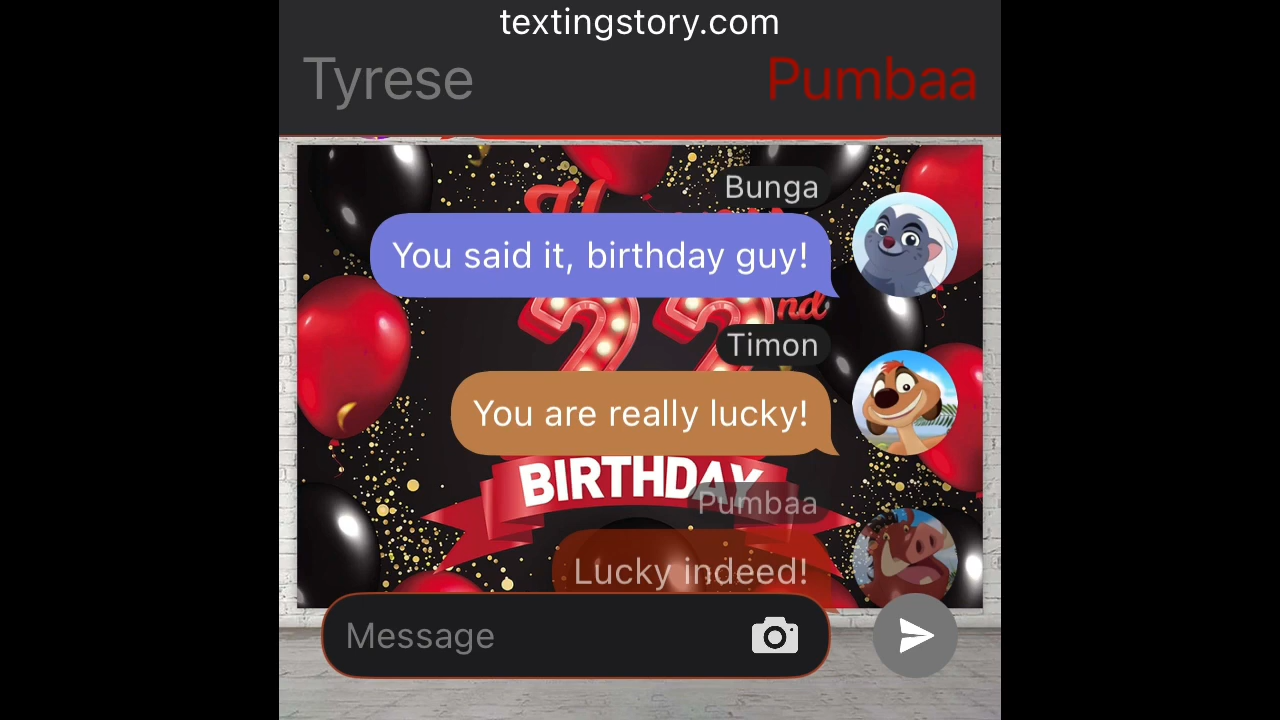 textingstory.com
Tyrese Pumbaa
Bunga
You said it, birthday guy!
22nd
Timon
You are really lucky!
BIRTHDAY
Pumbaa
Lucky indeed!
Message